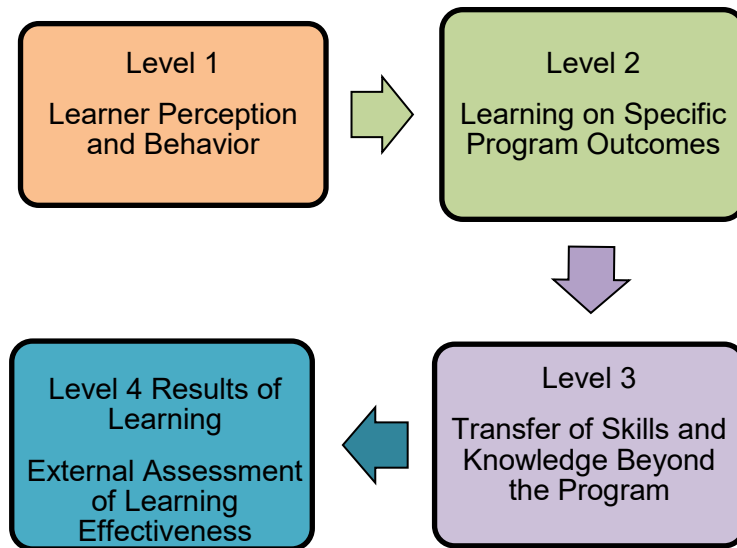 Level 1
Learner Perception
and Behavior
Level 2
Learning on Specific
Program Outcomes
Level 3
Transfer of Skills and
Knowledge Beyond
the Program
Level 4 Results of
Learning
External Assessment
of Learning
Effectiveness